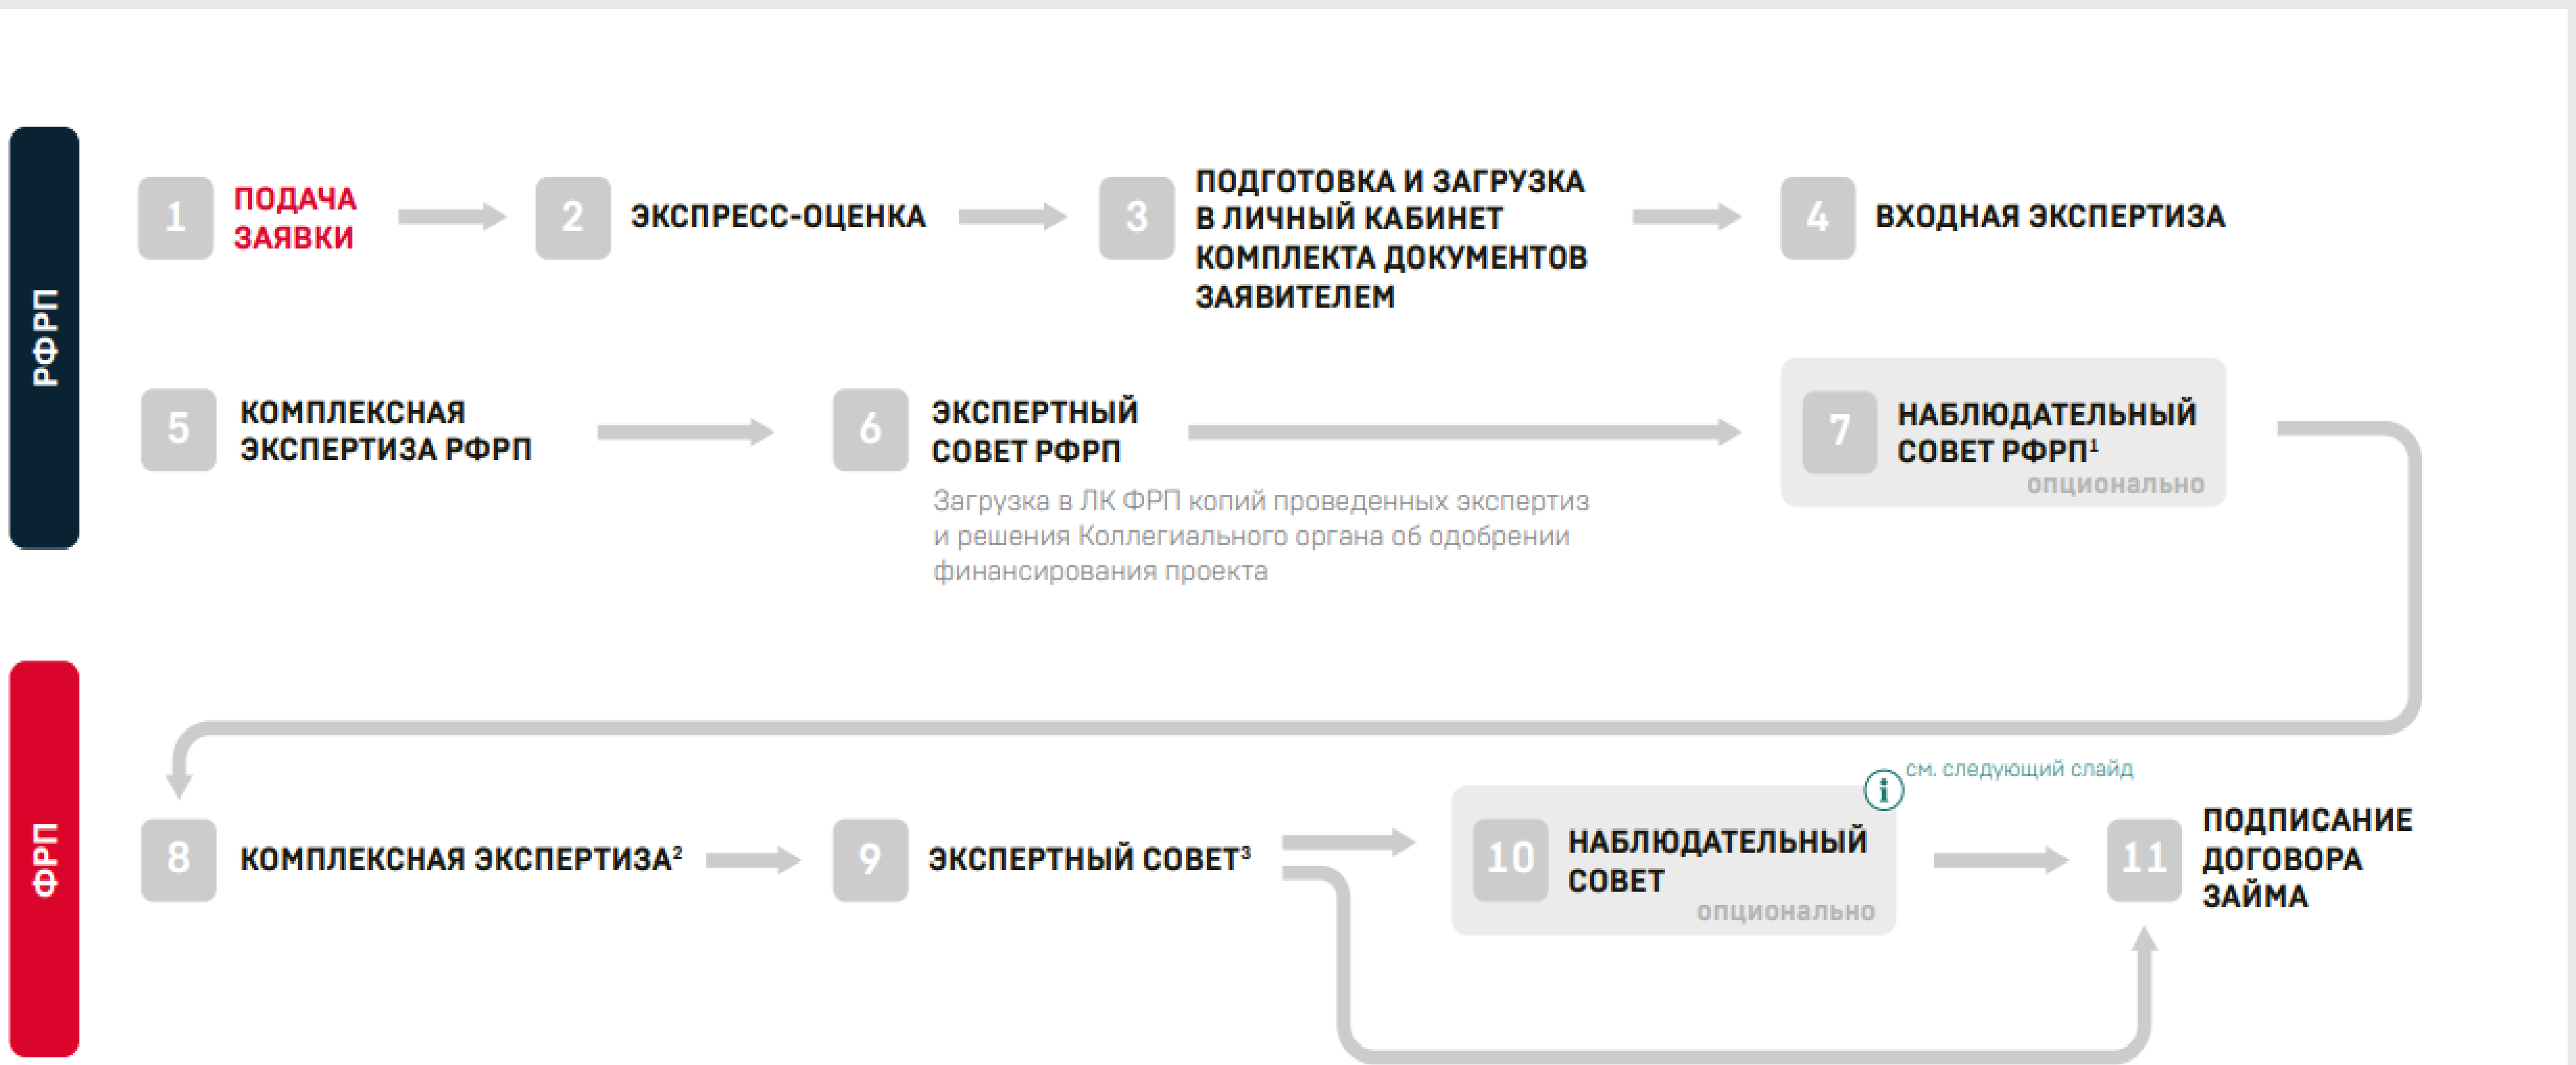 РФРП
1
ПОДАЧА
ЗАЯВКИ
2
ЭКСПРЕСС-ОЦЕНКА
3
ПОДГОТОВКА И ЗАГРУЗКА
В ЛИЧНЫЙ КАБИНЕТ
КОМПЛЕКТА ДОКУМЕНТОВ
ЗАЯВИТЕЛЕМ
4
ВХОДНАЯ ЭКСПЕРТИЗА
5
КОМПЛЕКСНАЯ
ЭКСПЕРТИЗА РФРП
6
ЭКСПЕРТНЫЙ
СОВЕТ РФРП
Загрузка в ЛК ФРП копий проведенных экспертиз
и решения Коллегиального органа об одобрении
финансирования проекта
7
НАБЛЮДАТЕЛЬНЫЙ
СОВЕТ РФРП¹
опционально
ФРП
8
КОМПЛЕКСНАЯ ЭКСПЕРТИЗА²
9
ЭКСПЕРТНЫЙ СОВЕТ³
10
НАБЛЮДАТЕЛЬНЫЙ
СОВЕТ
опционально
i
см. следующий слайд
11
ПОДПИСАНИЕ
ДОГОВОРА
ЗАЙМА